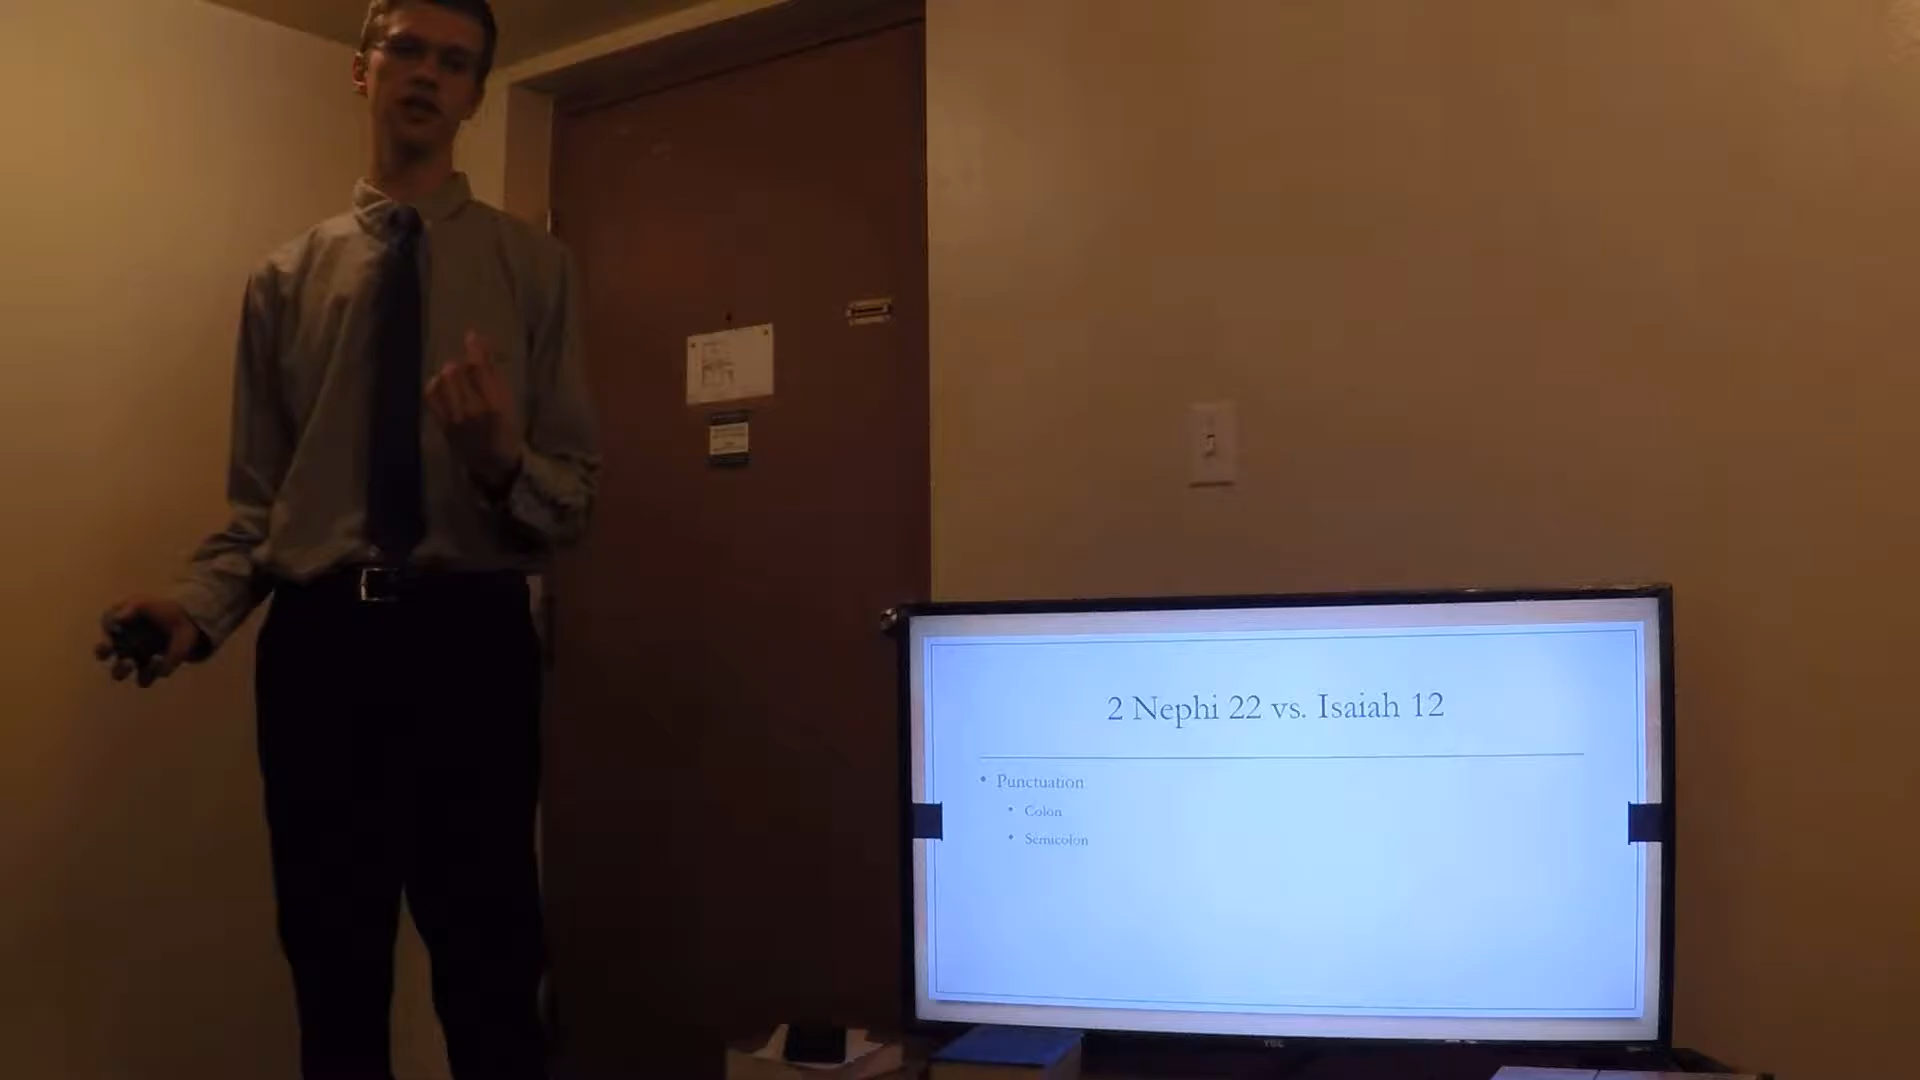 2 Nephi 22 vs. Isaiah 12
• Punctuation
• Colon
• Semicolon